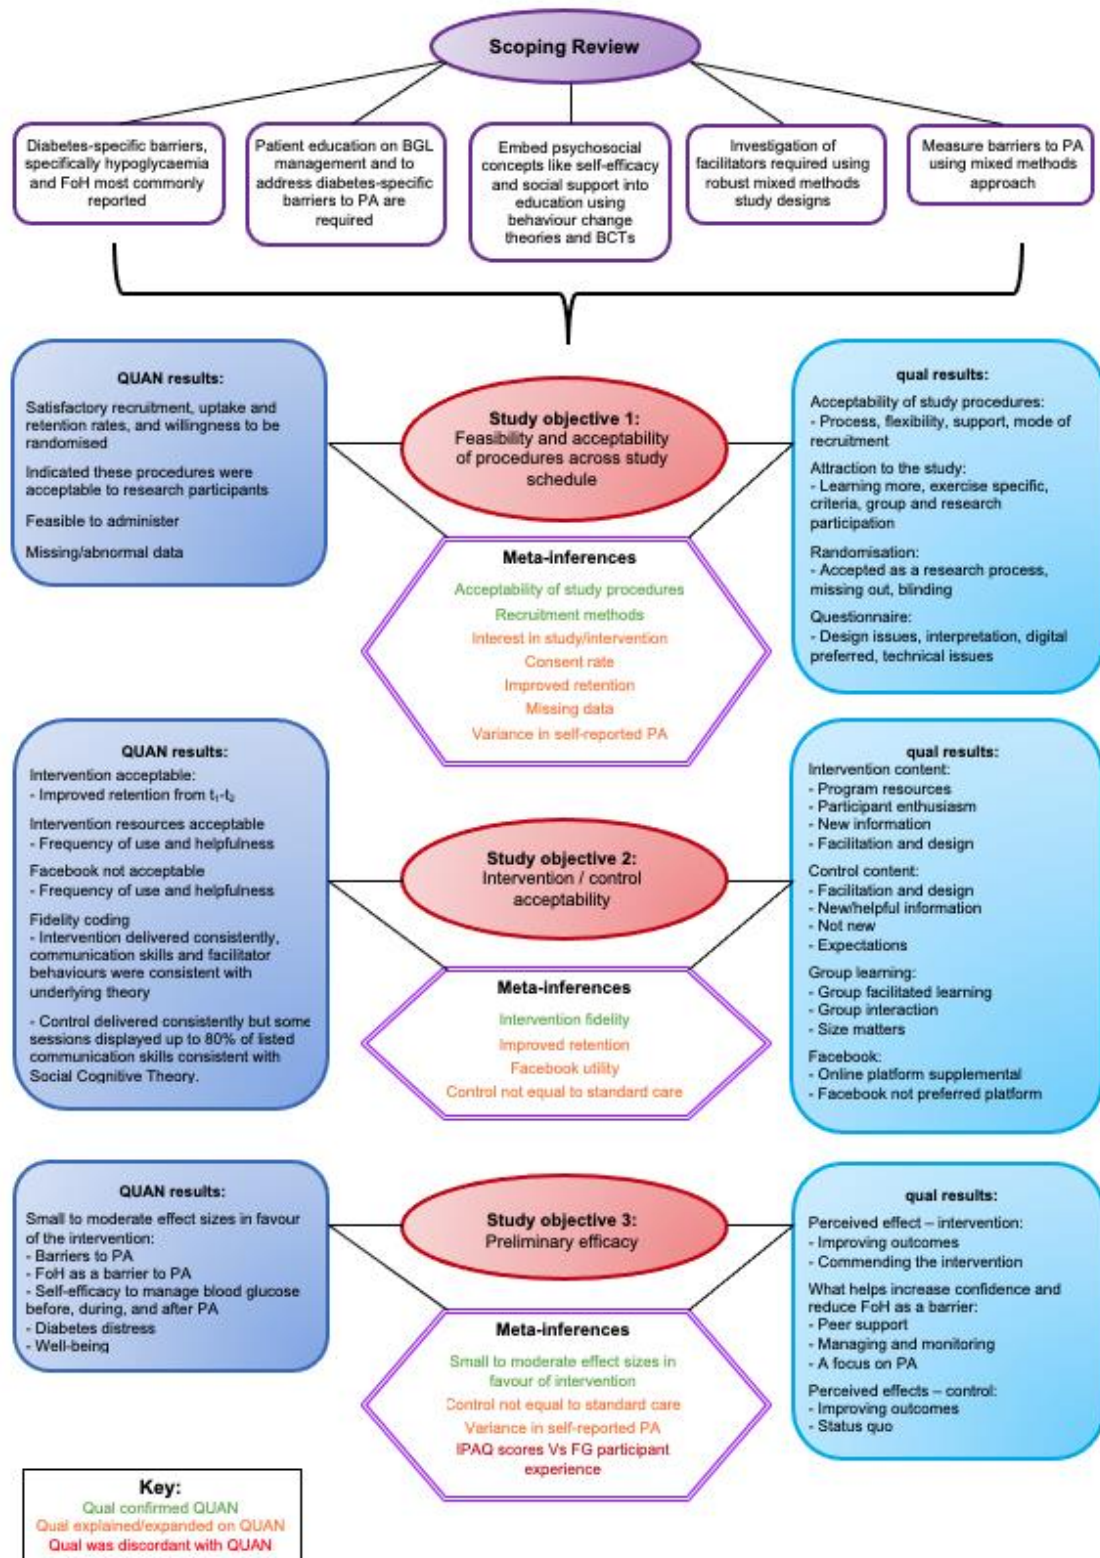 Scoping Review
Diabetes-specific barriers,
specifically hypoglycaemia
and FoH most commonly
reported
Patient education on BGL
management and to
address diabetes-specific
barriers to PA are
required
Embed psychosocial
concepts like self-efficacy
and social support into
education using
behaviour change
theories and BCTs
Investigation of
facilitators required using
robust mixed methods
study designs
Measure barriers to PA
using mixed methods
approach
QUAN results:
Satisfactory recruitment, uptake and
retention rates, and willingness to be
randomised
Indicated these procedures were
acceptable to research participants
Feasible to administer
Missing/abnormal data
Study objective 1:
Feasibility and acceptability
of procedures across study
schedule
Meta-inferences
Acceptability of study procedures
Recruitment methods
Interest in study/intervention
Consent rate
Improved retention
Missing data
Variance in self-reported PA
qual results:
Acceptability of study procedures:
- Process, flexibility, support, mode of
recruitment
Attraction to the study:
- Learning more, exercise specific,
criteria, group and research
participation
Randomisation:
- Accepted as a research process,
missing out, blinding
Questionnaire:
- Design issues, interpretation, digital
preferred, technical issues
QUAN results:
Intervention acceptable:
- Improved retention from t₁-t₂
Intervention resources acceptable
- Frequency of use and helpfulness
Facebook not acceptable
- Frequency of use and helpfulness
Fidelity coding
- Intervention delivered consistently,
communication skills and facilitator
behaviours were consistent with
underlying theory
- Control delivered consistently but some
sessions displayed up to 80% of listed
communication skills consistent with
Social Cognitive Theory.
Study objective 2:
Intervention / control
acceptability
Meta-inferences
Intervention fidelity
Improved retention
Facebook utility
Control not equal to standard care
qual results:
Intervention content:
- Program resources
- Participant enthusiasm
- New information
- Facilitation and design
Control content:
- Facilitation and design
- New/helpful information
- Not new
- Expectations
Group learning:
- Group facilitated learning
- Group interaction
- Size matters
Facebook:
- Online platform supplemental
- Facebook not preferred platform
QUAN results:
Small to moderate effect sizes in favour
of the intervention:
- Barriers to PA
- FoH as a barrier to PA
- Self-efficacy to manage blood glucose
before, during, and after PA
- Diabetes distress
- Well-being
Study objective 3:
Preliminary efficacy
Meta-inferences
Small to moderate effect sizes in
favour of intervention
Control not equal to standard care
Variance in self-reported PA
IPAQ scores Vs FG participant
experience
qual results:
Perceived effect – intervention:
- Improving outcomes
- Commending the intervention
What helps increase confidence and
reduce FoH as a barrier:
- Peer support
- Managing and monitoring
- A focus on PA
Perceived effects – control:
- Improving outcomes
- Status quo
Key:
Qual confirmed QUAN
Qual explained/expanded on QUAN
Qual was discordant with QUAN